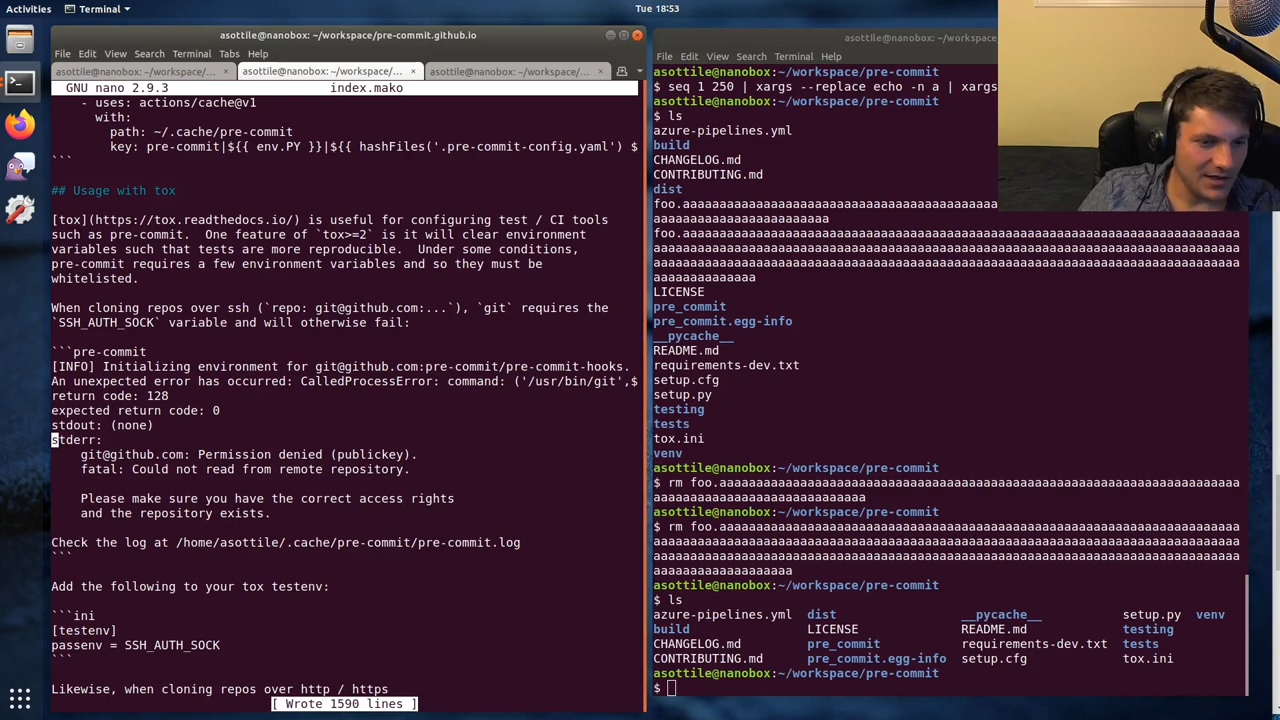 Activities
Terminal
Tue 18:53
asottile@nanobox: ~/workspace/pre-commit.github.io
File Edit View Search Terminal Tabs Help
asottile@nanobox: ~/workspace/...
asottile@nanobox: ~/workspace/...
asottile@nanobox: ~/workspace/...
GNU nano 2.9.3 index.mako
- uses: actions/cache@v1
with:
path: ~/.cache/pre-commit
key: pre-commit|${{ env.PY }}|${{ hashFiles('.pre-commit-config.yaml') $
```
## Usage with tox
[tox](https://tox.readthedocs.io/) is useful for configuring test / CI tools
such as pre-commit.  One feature of `tox>=2` is it will clear environment
variables such that tests are more reproducible.  Under some conditions,
pre-commit requires a few environment variables and so they must be
whitelisted.
When cloning repos over ssh (`repo: git@github.com:...`), `git` requires the
`SSH_AUTH_SOCK` variable and will otherwise fail:
```pre-commit
[INFO] Initializing environment for git@github.com:pre-commit/pre-commit-hooks.
An unexpected error has occurred: CalledProcessError: command: ('/usr/bin/git',$
return code: 128
expected return code: 0
stdout: (none)
stderr:
git@github.com: Permission denied (publickey).
fatal: Could not read from remote repository.
Please make sure you have the correct access rights
and the repository exists.
Check the log at /home/asottile/.cache/pre-commit/pre-commit.log
```
Add the following to your tox testenv:
```ini
[testenv]
passenv = SSH_AUTH_SOCK
```
Likewise, when cloning repos over http / https
[ Wrote 1590 lines ]
asottile@nanobox: ~/workspace/pre-
File Edit View Search Terminal Help
asottile@nanobox:~/workspace/pre-commit
$ seq 1 250 | xargs --replace echo -n a | xargs
asottile@nanobox:~/workspace/pre-commit
$ ls
azure-pipelines.yml
build
CHANGELOG.md
CONTRIBUTING.md
dist
LICENSE
pre_commit
pre_commit.egg-info
__pycache__
README.md
requirements-dev.txt
setup.cfg
setup.py
testing
tests
tox.ini
venv
asottile@nanobox:~/workspace/pre-commit
$ rm
asottile@nanobox:~/workspace/pre-commit
$ rm
asottile@nanobox:~/workspace/pre-commit
$ ls
azure-pipelines.yml dist __pycache__ setup.py venv
build LICENSE README.md testing
CHANGELOG.md pre_commit requirements-dev.txt tests
CONTRIBUTING.md pre_commit.egg-info setup.cfg tox.ini
asottile@nanobox:~/workspace/pre-commit
$